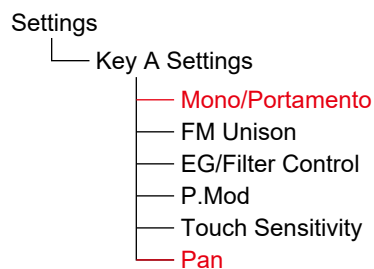 Settings
Key A Settings
Mono/Portamento
FM Unison
EG/Filter Control
P.Mod
Touch Sensitivity
Pan